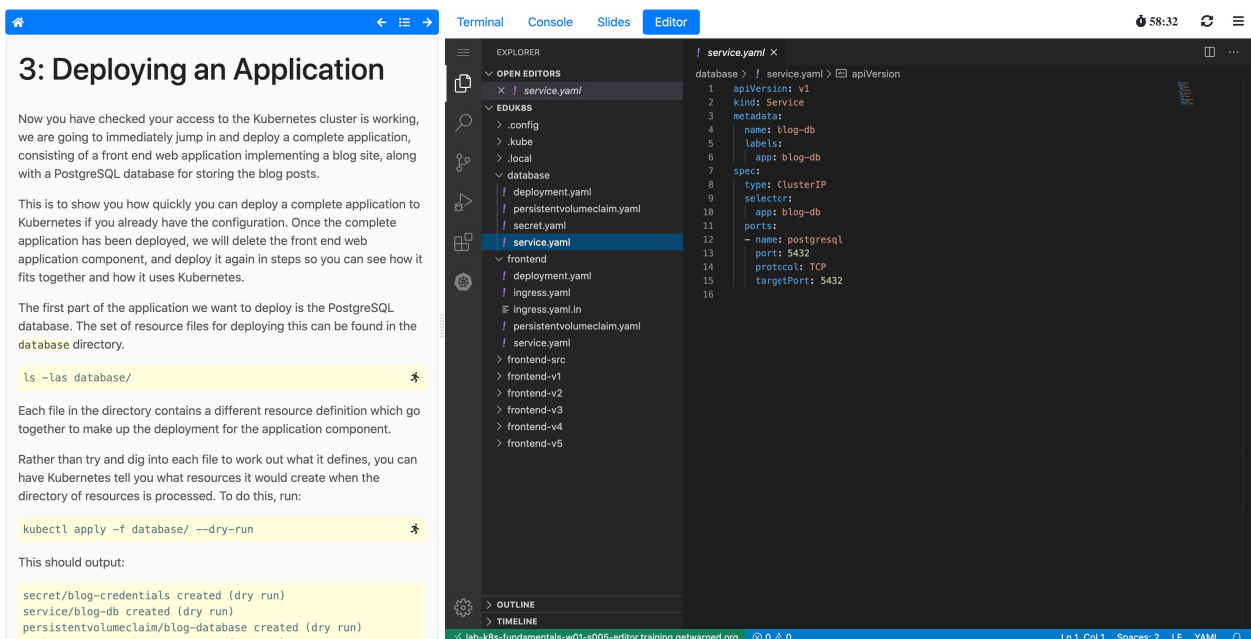 Terminal Console Slides Editor 58:32
3: Deploying an Application
Now you have checked your access to the Kubernetes cluster is working,
we are going to immediately jump in and deploy a complete application,
consisting of a front end web application implementing a blog site, along
with a PostgreSQL database for storing the blog posts.
This is to show you how quickly you can deploy a complete application to
Kubernetes if you already have the configuration. Once the complete
application has been deployed, we will delete the front end web
application component, and deploy it again in steps so you can see how it
fits together and how it uses Kubernetes.
The first part of the application we want to deploy is the PostgreSQL
database. The set of resource files for deploying this can be found in the
database directory.
ls -las database/
Each file in the directory contains a different resource definition which go
together to make up the deployment for the application component.
Rather than try and dig into each file to work out what it defines, you can
have Kubernetes tell you what resources it would create when the
directory of resources is processed. To do this, run:
kubectl apply -f database/ --dry-run
This should output:
secret/blog-credentials created (dry run)
service/blog-db created (dry run)
persistentvolumeclaim/blog-database created (dry run)
EXPLORER
OPEN EDITORS
! service.yaml
EDUK8S
.config
.kube
.local
database
! deployment.yaml
! persistentvolumeclaim.yaml
! secret.yaml
! service.yaml
frontend
! deployment.yaml
! ingress.yaml
ingress.yaml.in
! persistentvolumeclaim.yaml
! service.yaml
frontend-src
frontend-v1
frontend-v2
frontend-v3
frontend-v4
frontend-v5
OUTLINE
TIMELINE
! service.yaml
database > ! service.yaml > apiVersion
1 apiVersion: v1
2 kind: Service
3 metadata:
4 name: blog-db
5 labels:
6 app: blog-db
7 spec:
8 type: ClusterIP
9 selector:
10 app: blog-db
11 ports:
12 - name: postgresql
13 port: 5432
14 protocol: TCP
15 targetPort: 5432
16
lab-k8s-fundamentals-w01-s005-editor.training.getwarped.org 0 0 Ln 1, Col 1 Spaces: 2 LF YAML